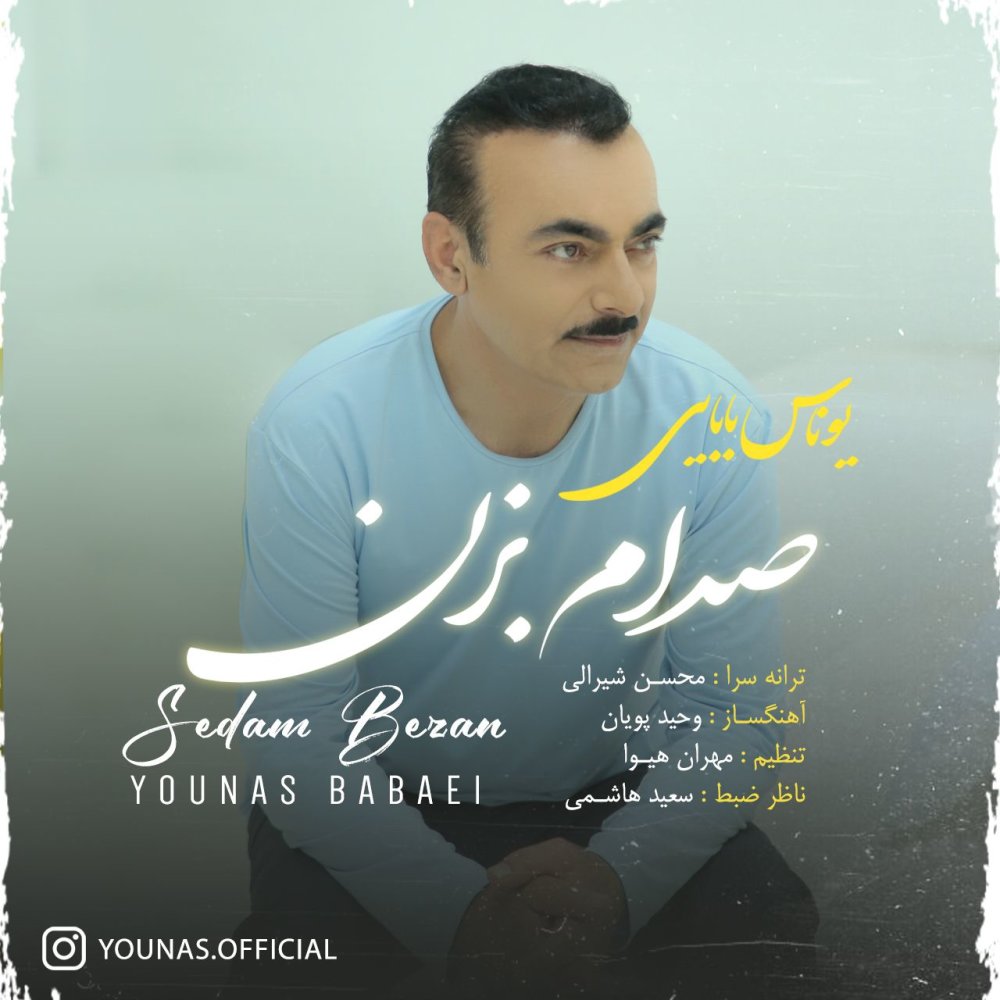 یوناس بابایی
صدام بزن
Sedam Bezan
YOUNAS BABAEI
ترانه سرا : محسن شیرالی
آهنگساز : وحید پویان
تنظیم : مهران هیوا
ناظر ضبط : سعید هاشمی
YOUNAS.OFFICIAL